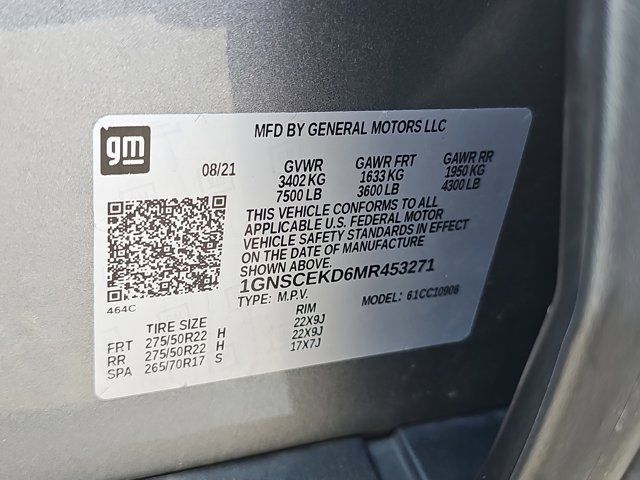 gm
MFD BY GENERAL MOTORS LLC
08/21 GVWR GAWR FRT GAWR RR
3402 KG 1633 KG 1950 KG
7500 LB 3600 LB 4300 LB
THIS VEHICLE CONFORMS TO ALL
APPLICABLE U.S. FEDERAL MOTOR
VEHICLE SAFETY STANDARDS IN EFFECT
ON THE DATE OF MANUFACTURE
SHOWN ABOVE.
1GNSCEKD6MR453271
TYPE: M.P.V. MODEL: 61CC10906
464C
TIRE SIZE RIM
FRT 275/50R22 H 22X9J
RR 275/50R22 H 22X9J
SPA 265/70R17 S 17X7J